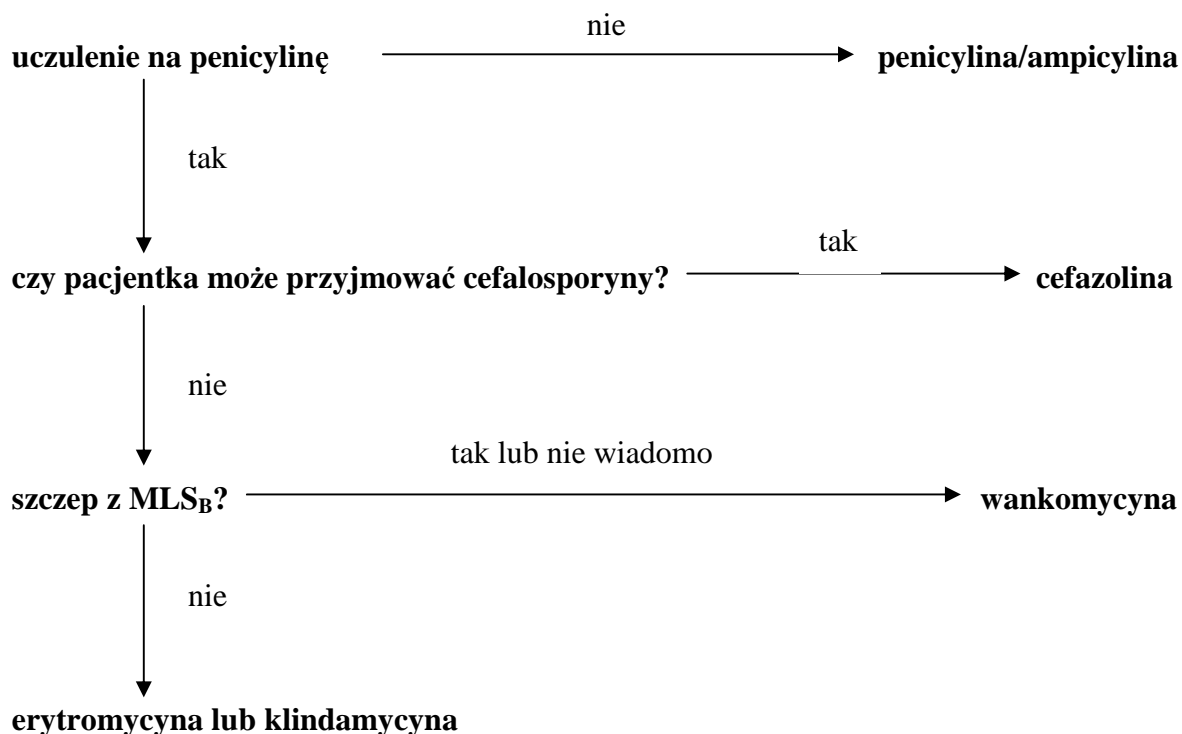 nie
uczulenie na penicylinę penicylina/ampicylina
tak
tak
czy pacjentka może przyjmować cefalosporyny? cefazolina
nie
tak lub nie wiadomo
szczep z MLSB? wankomycyna
nie
erytromycyna lub klindamycyna